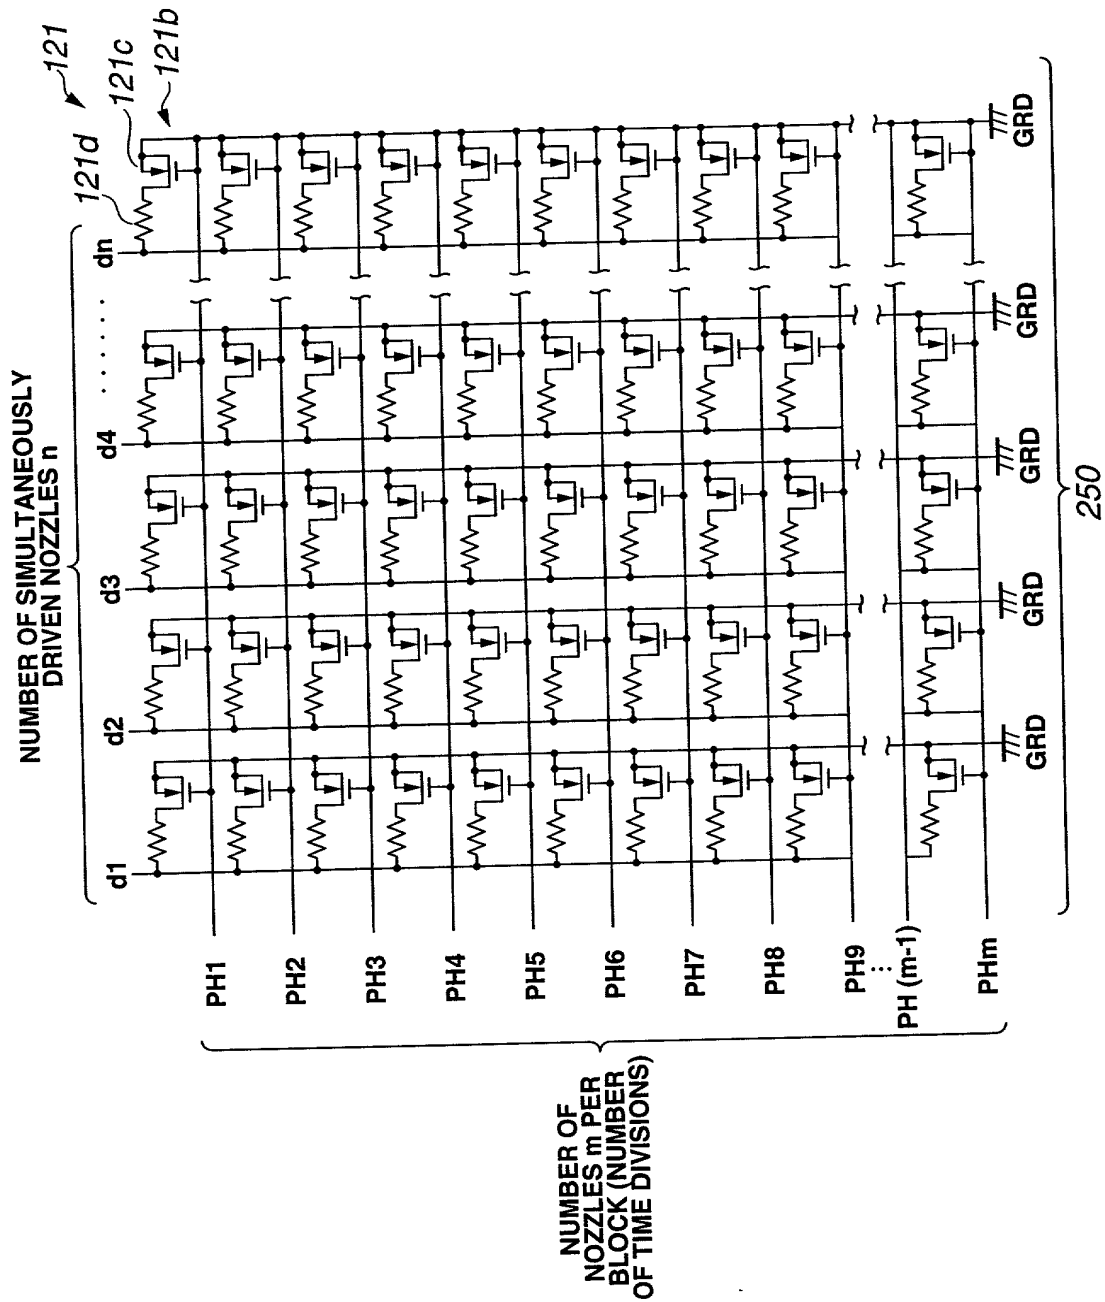 121
121c
121b
121d
NUMBER OF SIMULTANEOUSLY
DRIVEN NOZZLES n
d1
d2
d3
d4
. . . . . .
dn
PH1
PH2
PH3
PH4
PH5
PH6
PH7
PH8
PH9
...
PH (m-1)
PHm
NUMBER OF
NOZZLES m PER
BLOCK (NUMBER
OF TIME DIVISIONS)
GRD
GRD
GRD
GRD
GRD
250